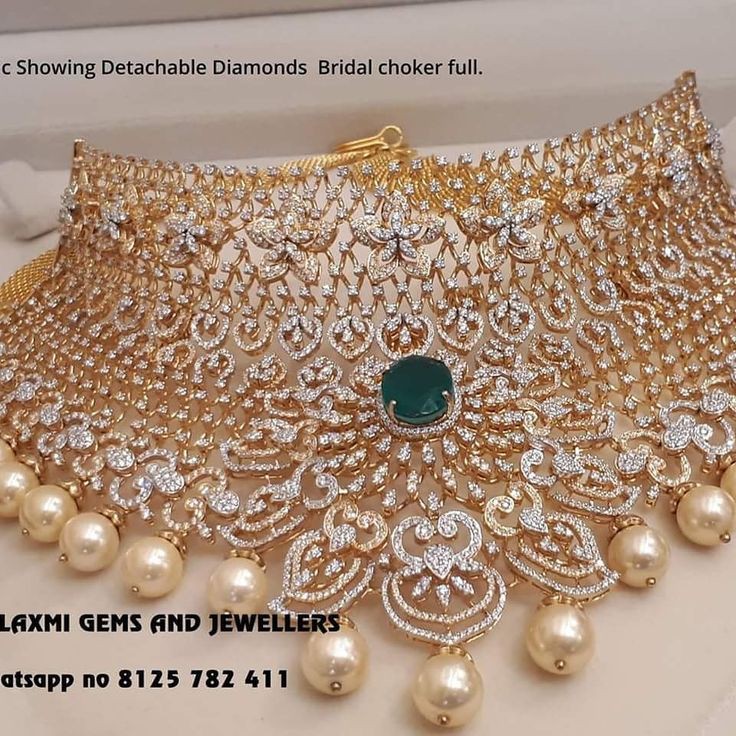 c Showing Detachable Diamonds Bridal choker full.
LAXMI GEMS AND JEWELLERS
atsapp no 8125 782 411